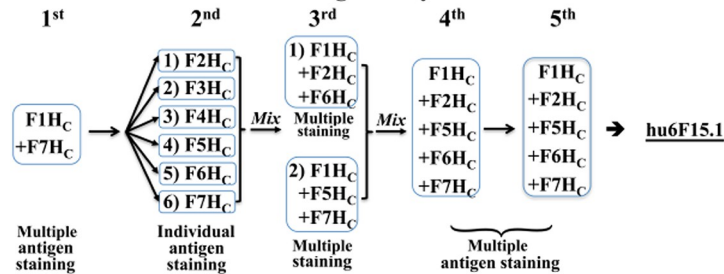 1st
2nd
3rd
4th
5th
F1HC
+F7HC
Multiple
antigen
staining
1) F2HC
2) F3HC
3) F4HC
4) F5HC
5) F6HC
6) F7HC
Individual
antigen
staining
Mix
1) F1HC
+F2HC
+F6HC
Multiple
staining
2) F1HC
+F5HC
+F7HC
Multiple
staining
Mix
F1HC
+F2HC
+F5HC
+F6HC
+F7HC
F1HC
+F2HC
+F5HC
+F6HC
+F7HC
Multiple
antigen staining
hu6F15.1